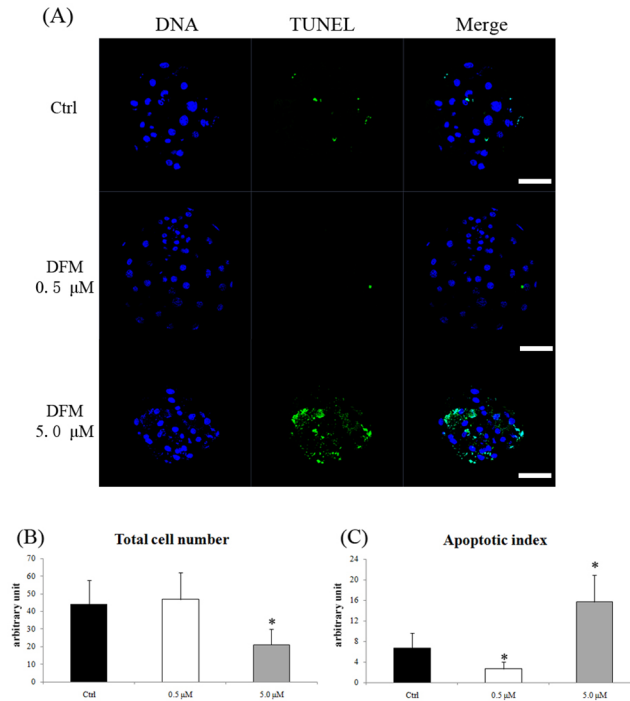 (A)
DNA TUNEL Merge
Ctrl
DFM
0.5 μM
DFM
5.0 μM
(B) Total cell number
arbitrary unit
70
60
50
40
30
20
10
0
Ctrl 0.5 μM 5.0 μM
*
(C) Apoptotic index
arbitrary unit
24
20
16
12
8
4
0
Ctrl 0.5 μM 5.0 μM
*
*